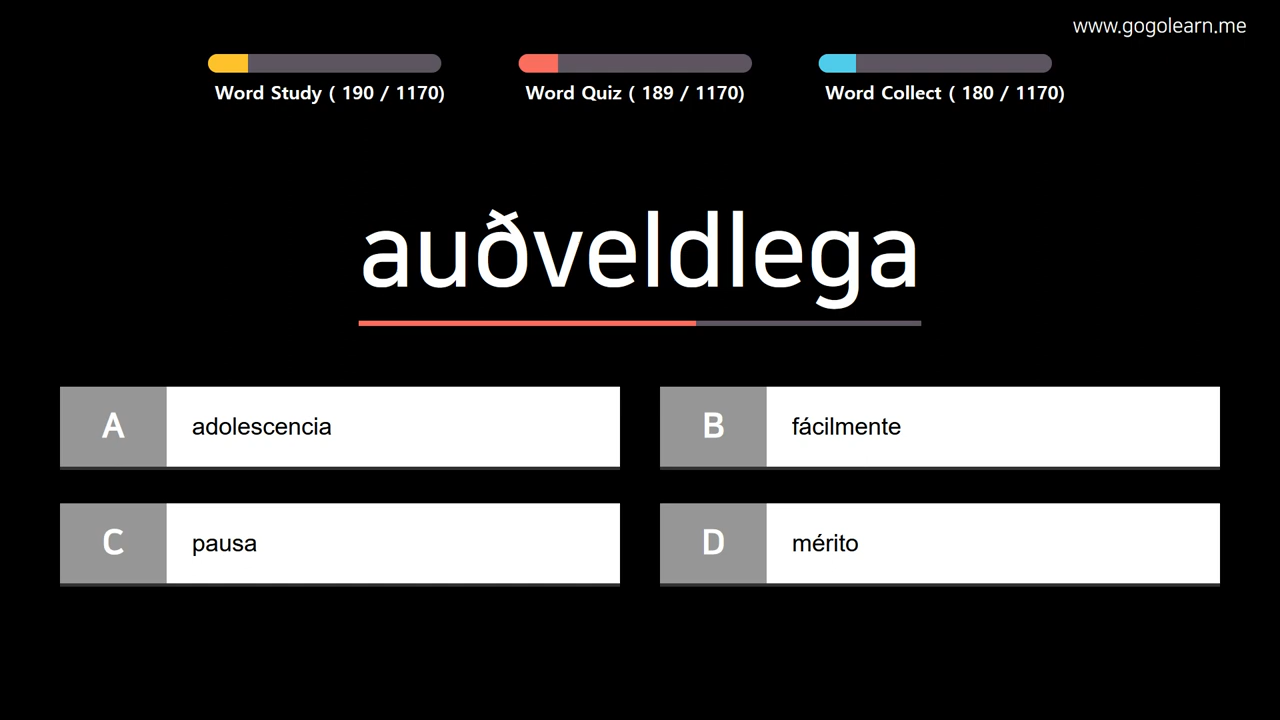 www.gogolearn.me
Word Study ( 190 / 1170)
Word Quiz ( 189 / 1170)
Word Collect ( 180 / 1170)
auðveldlega
A
adolescencia
B
fácilmente
C
pausa
D
mérito